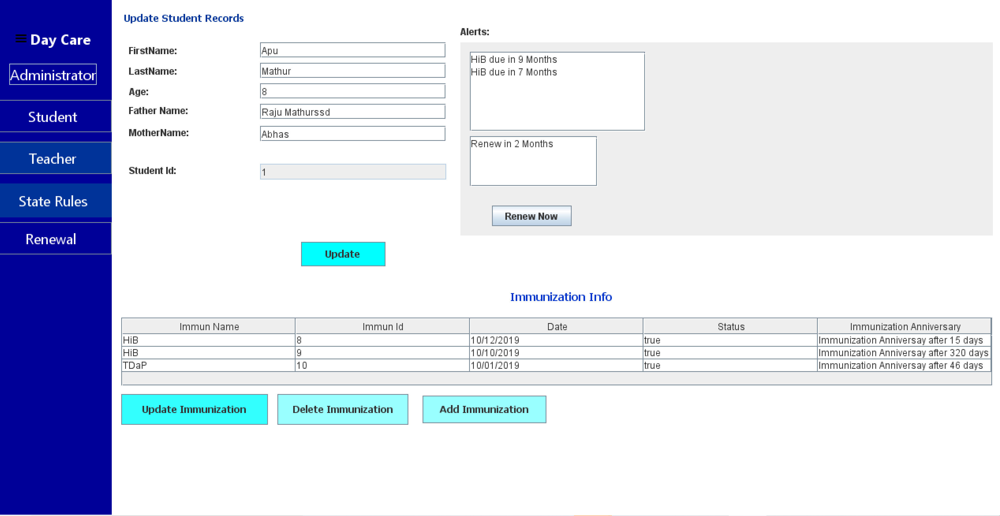 Day Care
Administrator
Student
Teacher
State Rules
Renewal
Update Student Records
FirstName: Apu
LastName: Mathur
Age: 8
Father Name: Raju Mathurssd
MotherName: Abhas
Student Id: 1
Update
Alerts:
HiB due in 9 Months
HiB due in 7 Months
Renew in 2 Months
Renew Now
Immunization Info
Immun Name Immun Id Date Status Immunization Anniversary
HiB 8 10/12/2019 true Immunization Anniversay after 15 days
HiB 9 10/10/2019 true Immunization Anniversay after 320 days
TDaP 10 10/01/2019 true Immunization Anniversay after 46 days
Update Immunization Delete Immunization Add Immunization